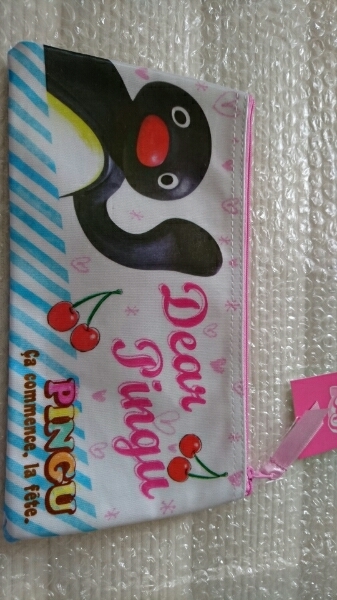 Dear
Pingu
PINGU
Ça commence, la fête.